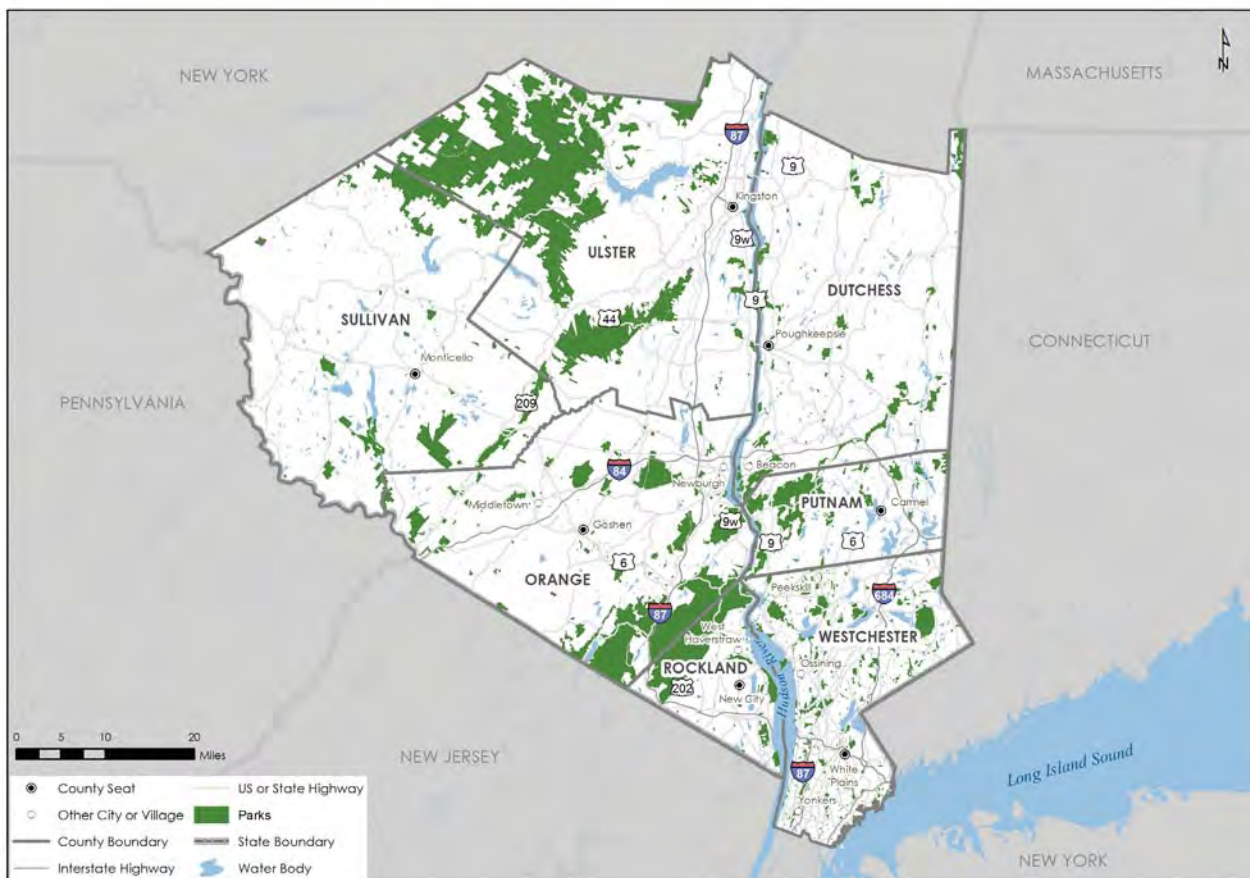 NEW YORK
MASSACHUSETTS
N
87
9
Kingston
9w
ULSTER
9
DUTCHESS
44
SULLIVAN
Poughkeepsie
CONNECTICUT
Monticello
PENNSYLVANIA
209
84
Beacon
Newburgh
Middletown
PUTNAM
Carmel
9w
Goshen
9
6
6
ORANGE
Peekskill
684
87
West
Haverstraw
WESTCHESTER
ROCKLAND
Ossining
202
New City
Hudson River
0 5 10 20
Miles
NEW JERSEY
Long Island Sound
87
White
Plains
Yonkers
NEW YORK
County Seat
US or State Highway
Other City or Village
Parks
County Boundary
State Boundary
Interstate Highway
Water Body